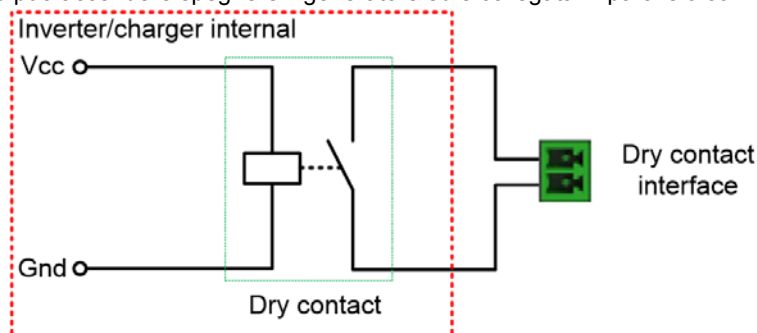 Inverter/charger internal
Vcc
Dry contact
interface
Gnd
Dry contact